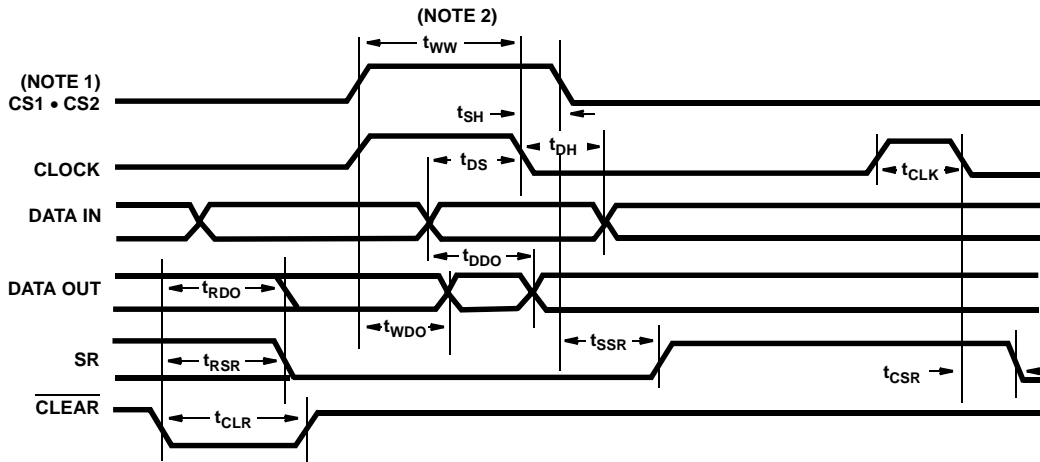 (NOTE 2)
tWW
(NOTE 1)
CS1 • CS2
tSH
tDH
CLOCK
tDS
tCLK
DATA IN
tDDO
DATA OUT
tRDO
tWDO
tSSR
SR
tRSR
tCSR
CLEAR
tCLR